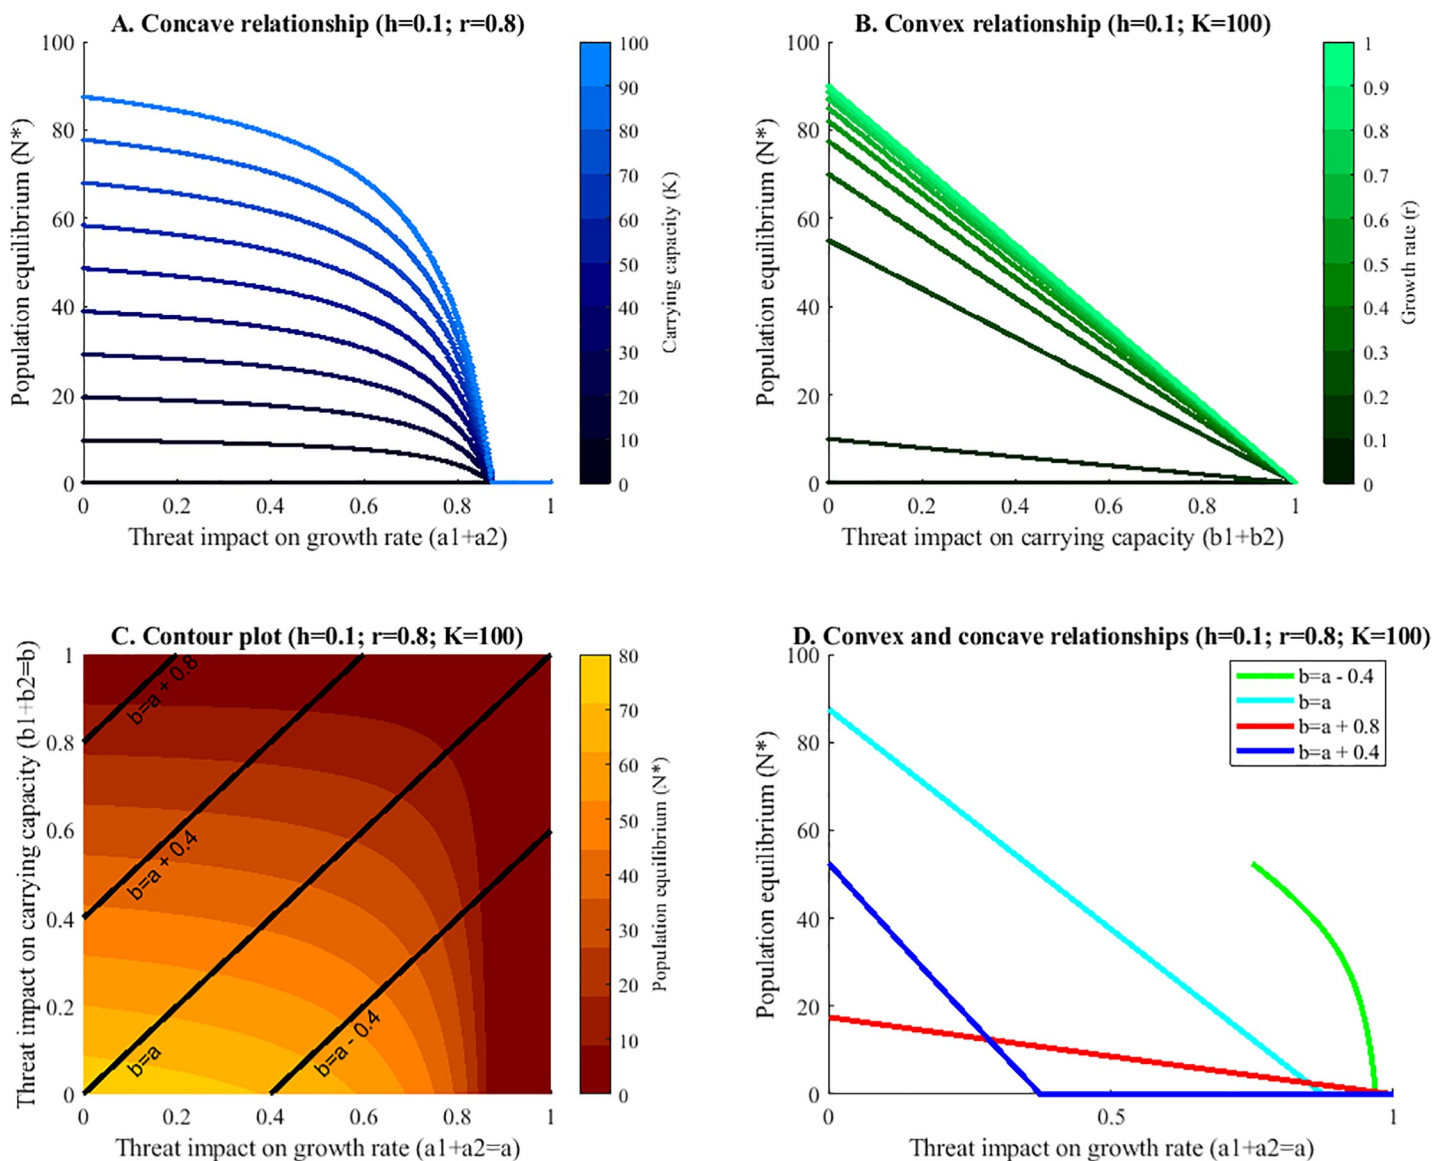 A. Concave relationship (h=0.1; r=0.8)
Population equilibrium (N*)
100
80
60
40
20
0
0 0.2 0.4 0.6 0.8 1
Threat impact on growth rate (a1+a2)
100
90
80
70
60
50
40
30
20
10
0
Carrying capacity (K)
B. Convex relationship (h=0.1; K=100)
Population equilibrium (N*)
100
80
60
40
20
0
0 0.2 0.4 0.6 0.8 1
Threat impact on carrying capacity (b1+b2)
1
0.9
0.8
0.7
0.6
0.5
0.4
0.3
0.2
0.1
0
Growth rate (r)
C. Contour plot (h=0.1; r=0.8; K=100)
Threat impact on carrying capacity (b1+b2=b)
1
0.8
0.6
0.4
0.2
0
b=a + 0.8
b=a + 0.4
b=a
b=a - 0.4
0 0.2 0.4 0.6 0.8 1
Threat impact on growth rate (a1+a2=a)
80
70
60
50
40
30
20
10
0
Population equilibrium (N*)
D. Convex and concave relationships (h=0.1; r=0.8; K=100)
Population equilibrium (N*)
100
80
60
40
20
0
b=a - 0.4
b=a
b=a + 0.8
b=a + 0.4
0 0.5 1
Threat impact on growth rate (a1+a2=a)